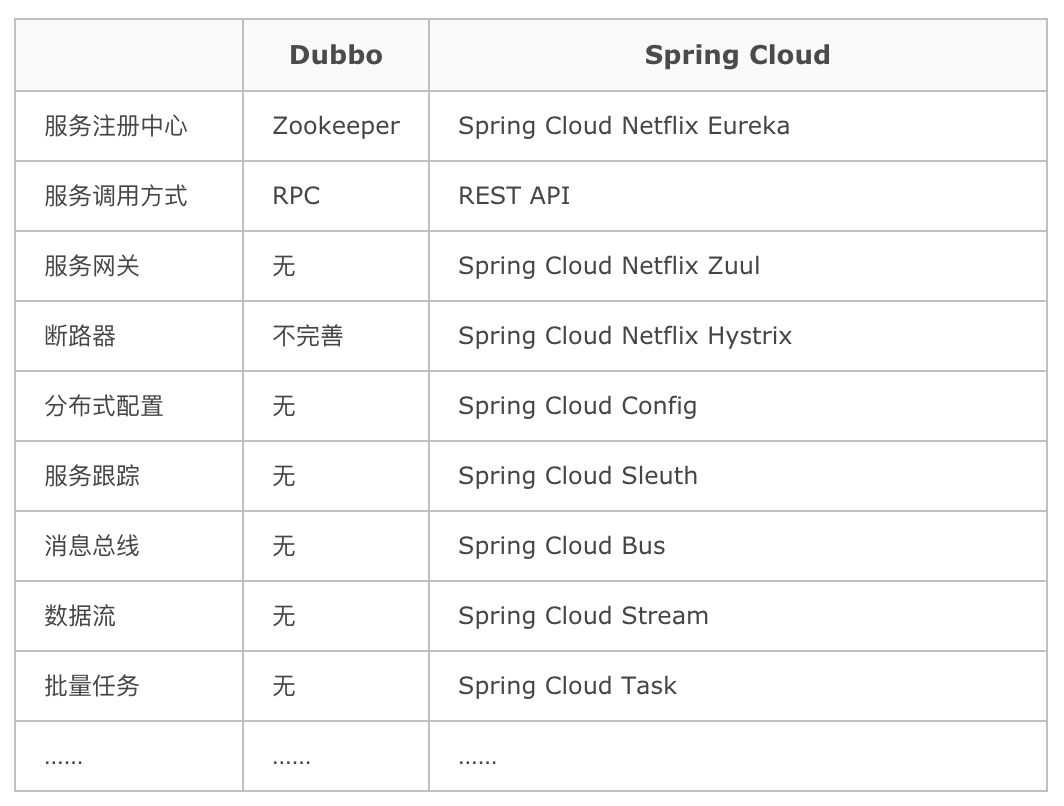 Dubbo Spring Cloud
服务注册中心 Zookeeper Spring Cloud Netflix Eureka
服务调用方式 RPC REST API
服务网关 无 Spring Cloud Netflix Zuul
断路器 不完善 Spring Cloud Netflix Hystrix
分布式配置 无 Spring Cloud Config
服务跟踪 无 Spring Cloud Sleuth
消息总线 无 Spring Cloud Bus
数据流 无 Spring Cloud Stream
批量任务 无 Spring Cloud Task
…… …… ……